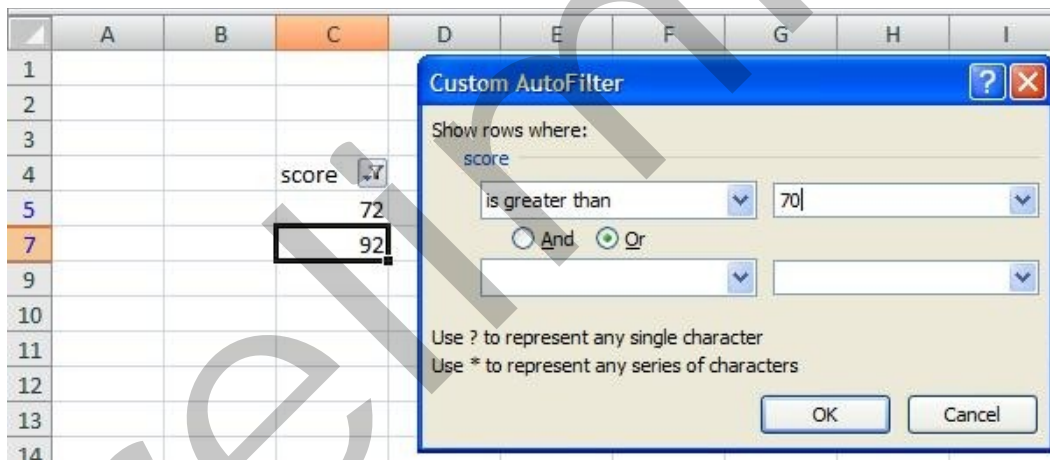 A B C D E F G H I
1
2
3
4 score
5 72
7 92
9
10
11
12
13
14
Custom AutoFilter ?
Show rows where:
score
is greater than 70
And Or
Use ? to represent any single character
Use * to represent any series of characters
OK Cancel